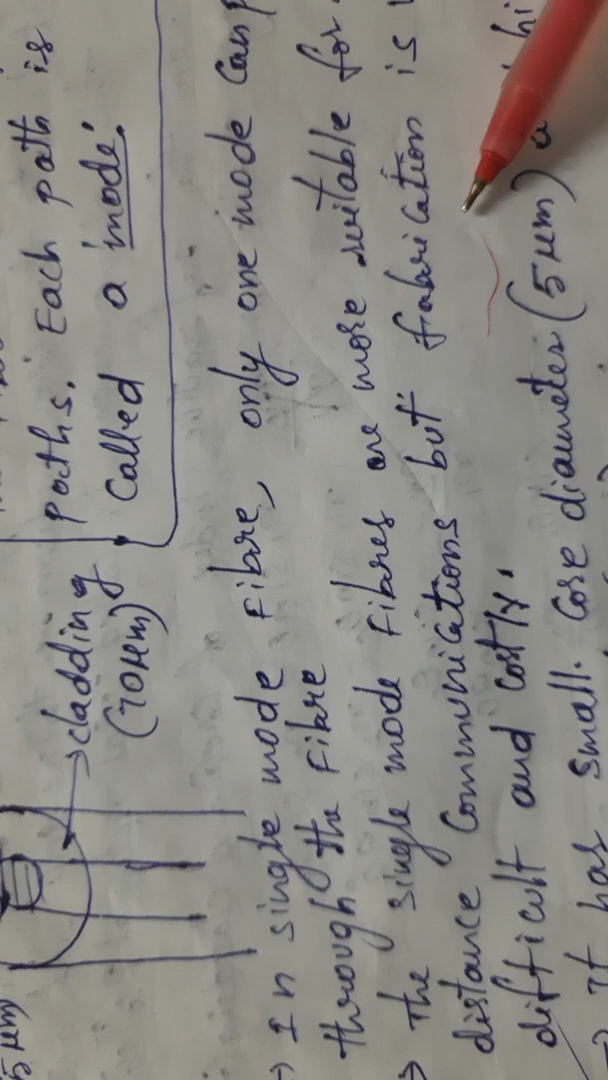 paths. Each path is
called a mode.
cladding
(70μm)
5μm)
→ In single mode Fibre, only one mode can
through the Fibre
→ The single mode Fibres are more suitable for
distance Communications but fabrication is
difficult and costly.
→ It has small core diameter (5μm)